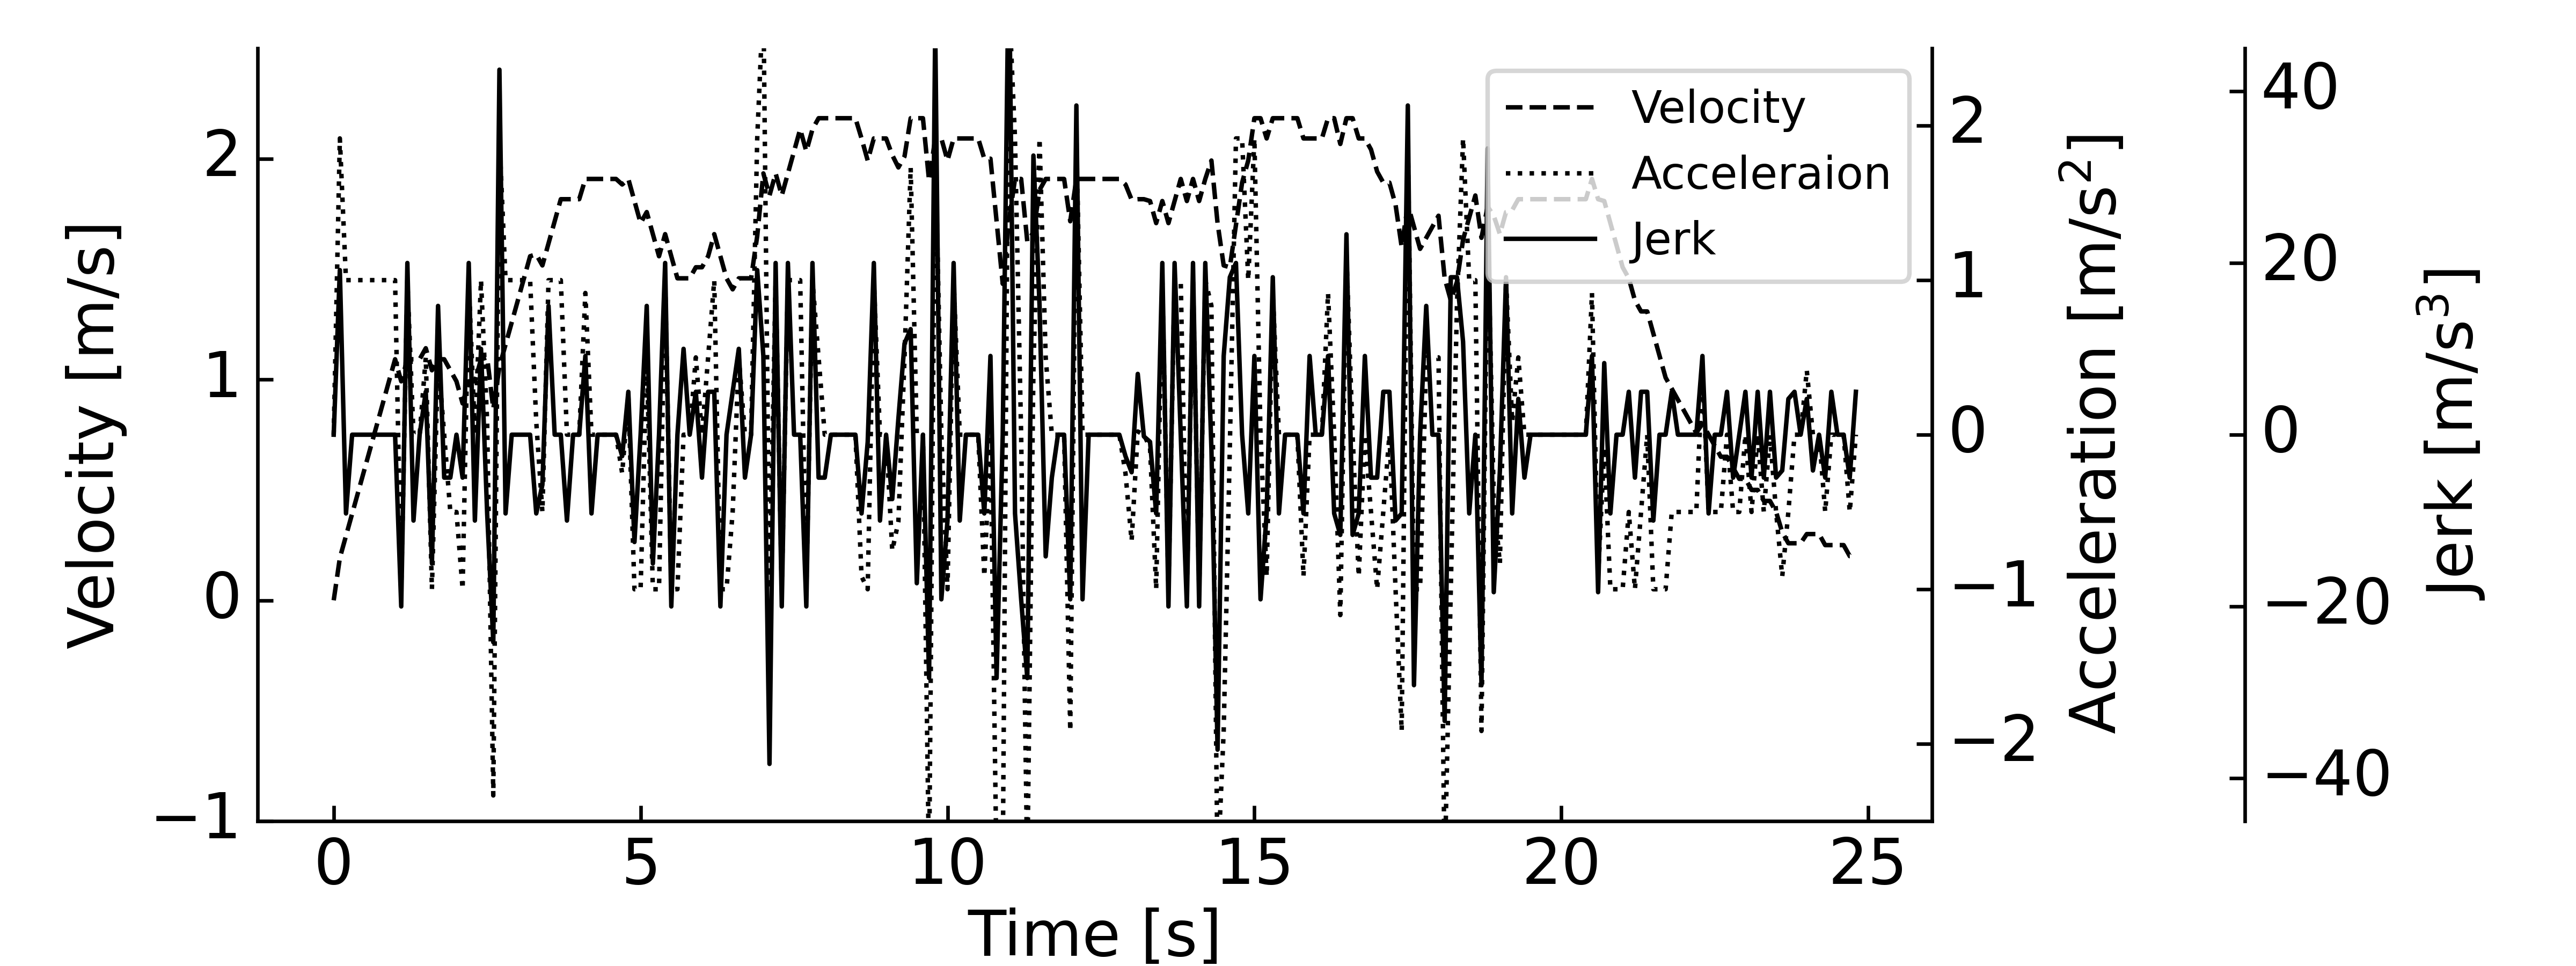 Velocity [m/s]
2
1
0
−1
0 5 10 15 20 25
Time [s]
Velocity
Acceleraion
Jerk
2
1
0
−1
−2
Acceleration [m/s²]
40
20
0
−20
−40
Jerk [m/s³]